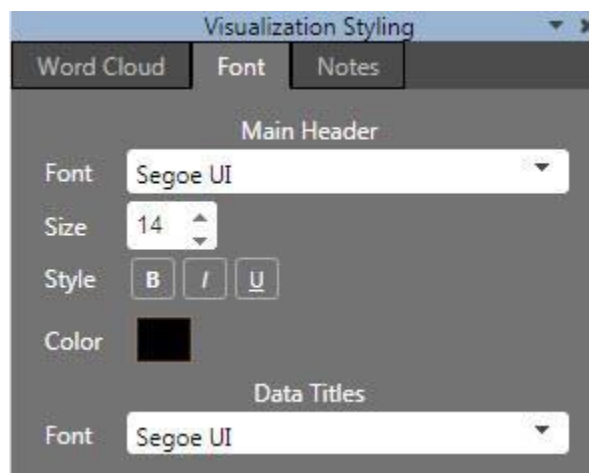 Visualization Styling
Word Cloud Font Notes
Main Header
Font Segoe UI
Size 14
Style B I U
Color
Data Titles
Font Segoe UI